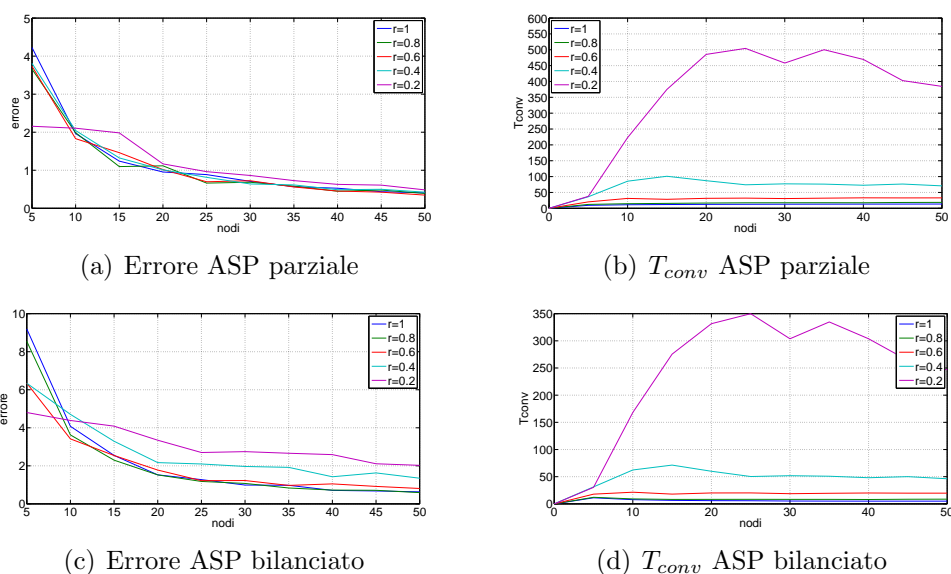 5
4
3
2
1
0
errore
5 10 15 20 25 30 35 40 45 50
nodi
r=1
r=0.8
r=0.6
r=0.4
r=0.2
(a) Errore ASP parziale
600
550
500
450
400
350
300
250
200
150
100
50
0
Tconv
0 10 20 30 40 50
nodi
r=1
r=0.8
r=0.6
r=0.4
r=0.2
(b) T_conv ASP parziale
10
8
6
4
2
0
errore
5 10 15 20 25 30 35 40 45 50
nodi
r=1
r=0.8
r=0.6
r=0.4
r=0.2
(c) Errore ASP bilanciato
350
300
250
200
150
100
50
0
Tconv
0 10 20 30 40 50
nodi
r=1
r=0.8
r=0.6
r=0.4
r=0.2
(d) T_conv ASP bilanciato